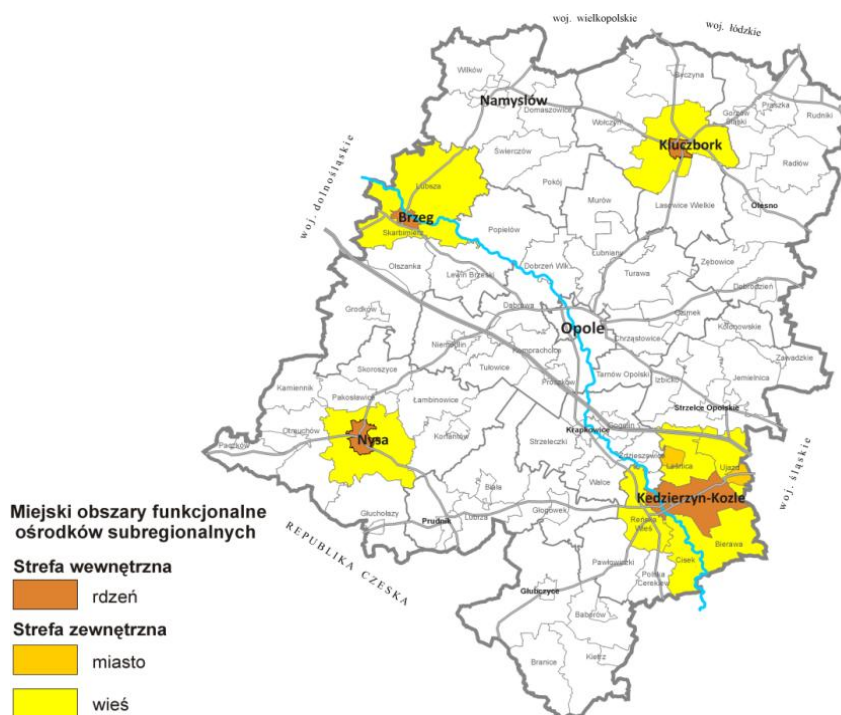 woj. wielkopolskie
woj. łódzkie
Wilków
Byczyna
Namysłów
Domaszowice
Wołczyn
Gorzów
Śląski
Praszka
Rudniki
Kluczbork
Świerczów
Radłów
Lubsza
Pokój
Murów
Lasowice Wielkie
Olesno
woj. dolnośląskie
Brzeg
Skarbimierz
Popielów
Łubniany
Zębowice
Olszanka
Lewin Brzeski
Dobrzeń Wlk.
Turawa
Dobrodzień
Grodków
Dąbrowa
Opole
Ozimek
Kolonowskie
Niemodlin
Komprachcice
Chrząstowice
Zawadzkie
Skoroszyce
Tułowice
Prószków
Tarnów Opolski
Izbicko
Jemielnica
Kamiennik
Pakosławice
Łambinowice
Strzelce Opolskie
Otmuchów
Nysa
Korfantów
Strzeleczki
Krapkowice
Gogolin
Paczków
Zdzieszowice
Leśnica
Ujazd
woj. śląskie
Biała
Walce
Kędzierzyn-Koźle
Głuchołazy
Prudnik
Lubrza
Głogówek
Reńska
Wieś
Bierawa
REPUBLIKA CZESKA
Pawłowiczki
Cisek
Polska
Cerekiew
Głubczyce
Baborów
Branice
Kietrz
Miejski obszary funkcjonalne
ośrodków subregionalnych
Strefa wewnętrzna
rdzeń
Strefa zewnętrzna
miasto
wieś